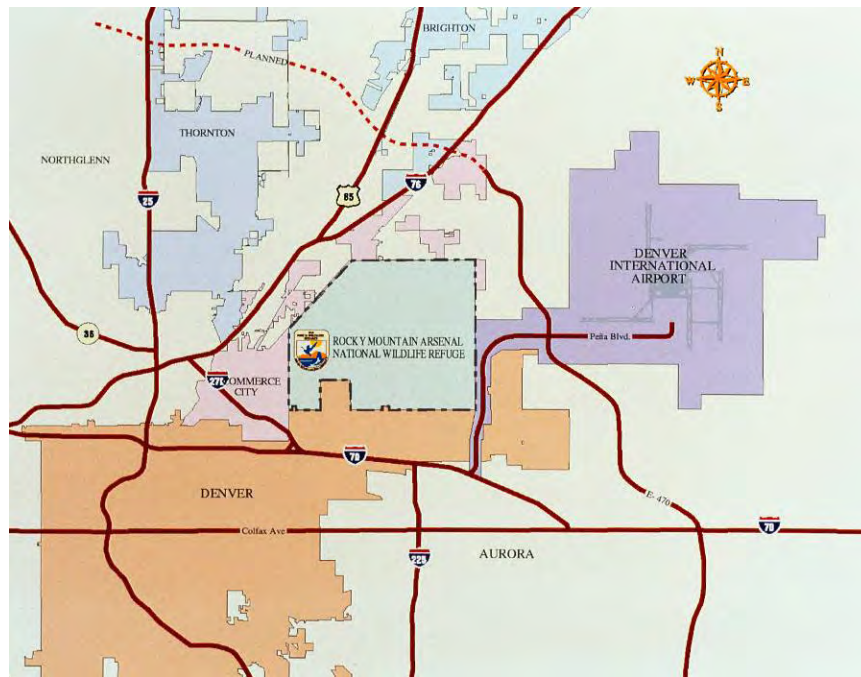 BRIGHTON
N
W E
S
PLANNED
THORNTON
NORTHGLENN
85
76
25
DENVER
INTERNATIONAL
AIRPORT
36
ROCKY MOUNTAIN ARSENAL
NATIONAL WILDLIFE REFUGE
Peña Blvd.
270
COMMERCE
CITY
70
DENVER
E- 470
Colfax Ave
70
225
AURORA